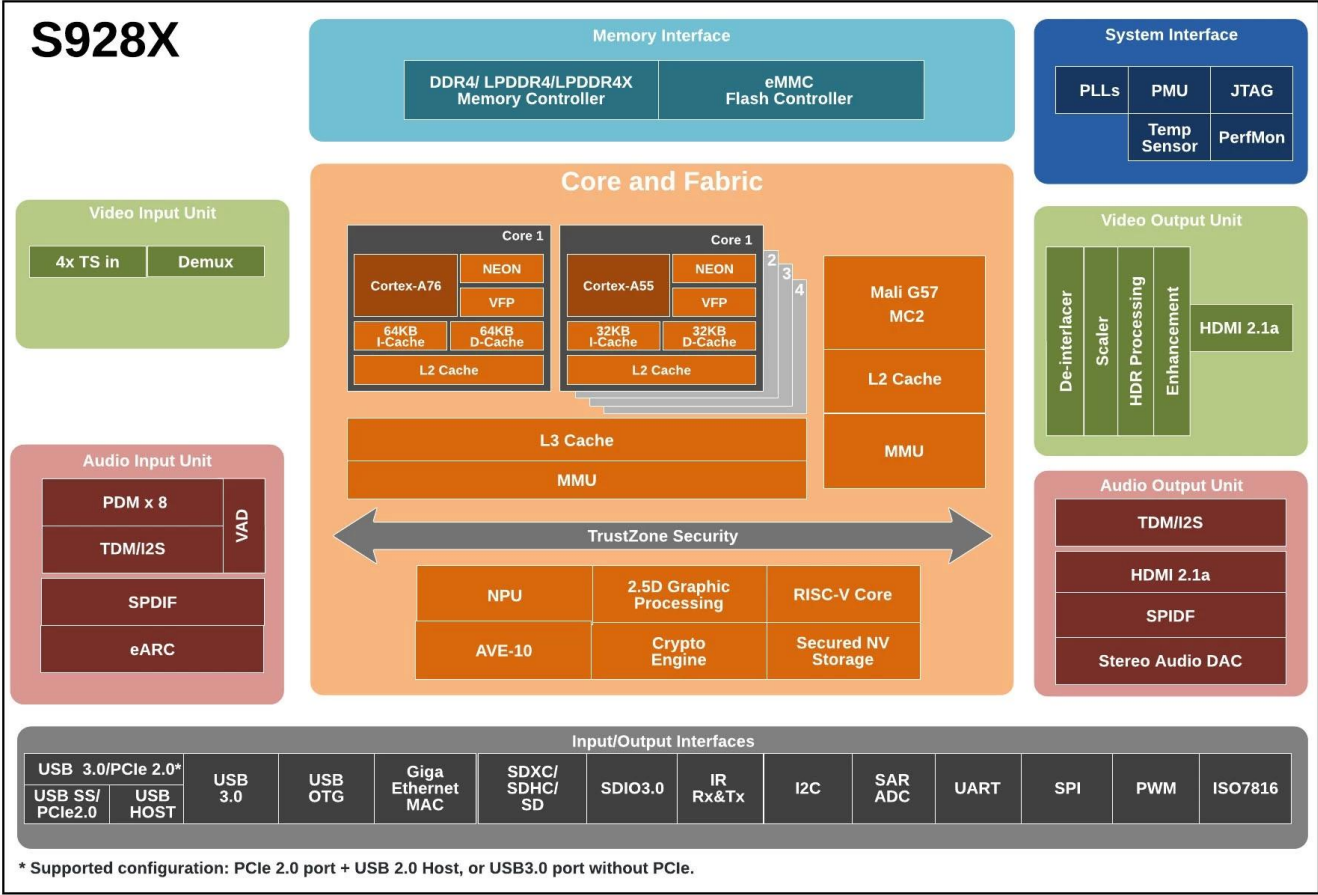 S928X
Memory Interface
DDR4/ LPDDR4/LPDDR4X
Memory Controller
eMMC
Flash Controller
System Interface
PLLs
PMU
JTAG
Temp
Sensor
PerfMon
Video Input Unit
4x TS in
Demux
Core and Fabric
Core 1
Cortex-A76
NEON
VFP
64KB
I-Cache
64KB
D-Cache
L2 Cache
Core 1
Cortex-A55
NEON
VFP
32KB
I-Cache
32KB
D-Cache
L2 Cache
2
3
4
Mali G57
MC2
L2 Cache
MMU
L3 Cache
MMU
TrustZone Security
NPU
2.5D Graphic
Processing
RISC-V Core
AVE-10
Crypto
Engine
Secured NV
Storage
Video Output Unit
De-interlacer
Scaler
HDR Processing
Enhancement
HDMI 2.1a
Audio Input Unit
PDM x 8
TDM/I2S
VAD
SPDIF
eARC
Audio Output Unit
TDM/I2S
HDMI 2.1a
SPIDF
Stereo Audio DAC
Input/Output Interfaces
USB 3.0/PCIe 2.0*
USB SS/
PCIe2.0
USB
HOST
USB
3.0
USB
OTG
Giga
Ethernet
MAC
SDXC/
SDHC/
SD
SDIO3.0
IR
Rx&Tx
I2C
SAR
ADC
UART
SPI
PWM
ISO7816
* Supported configuration: PCIe 2.0 port + USB 2.0 Host, or USB3.0 port without PCIe.